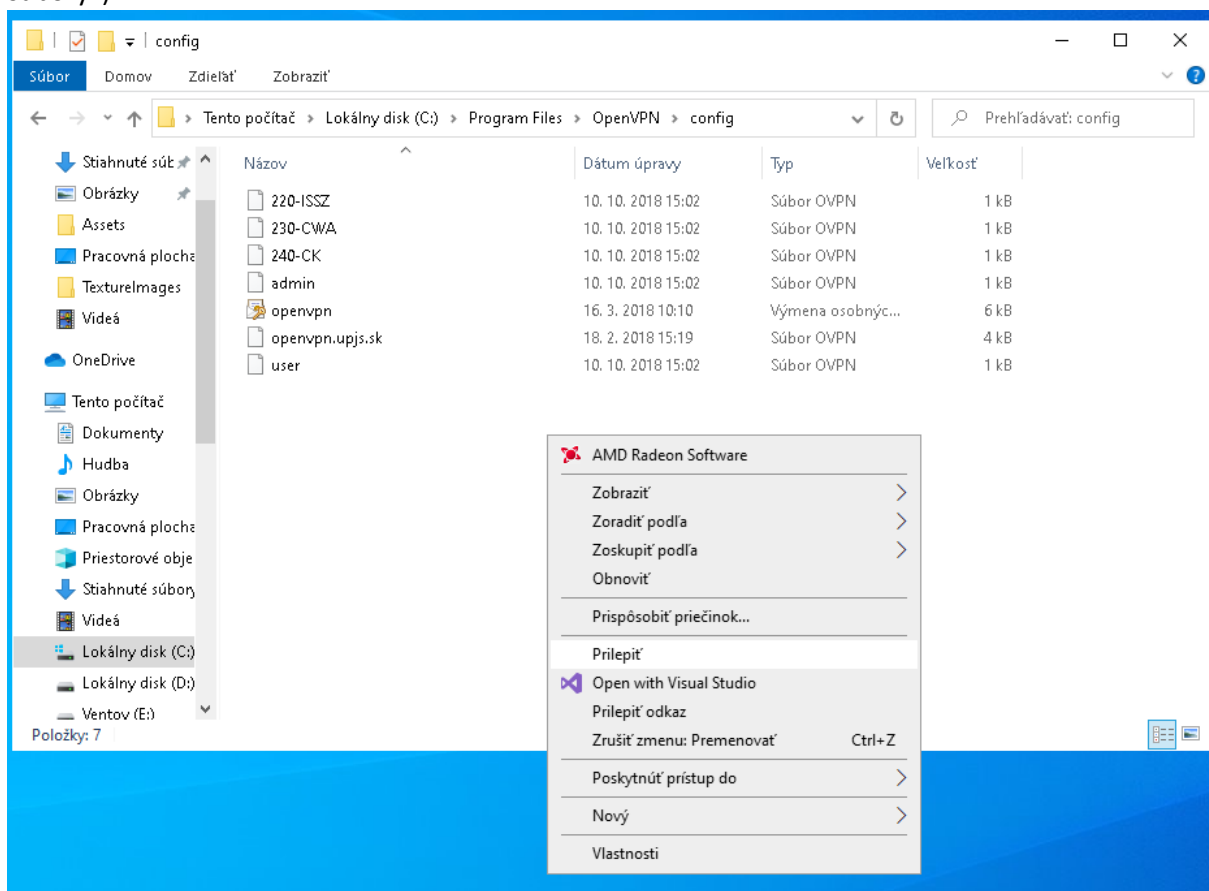 config
Súbor Domov Zdieľať Zobraziť
Tento počítač Lokálny disk (C:) Program Files OpenVPN config Prehľadávať: config
Názov Dátum úpravy Typ Veľkosť
Stiahnuté súb
Obrázky
Assets
Pracovná plocha
TextureImages
Videá
OneDrive
Tento počítač
Dokumenty
Hudba
Obrázky
Pracovná plocha
Priestorové obje
Stiahnuté súbory
Videá
Lokálny disk (C:)
Lokálny disk (D:)
Ventov (E:)
220-ISSZ 10. 10. 2018 15:02 Súbor OVPN 1 kB
230-CWA 10. 10. 2018 15:02 Súbor OVPN 1 kB
240-CK 10. 10. 2018 15:02 Súbor OVPN 1 kB
admin 10. 10. 2018 15:02 Súbor OVPN 1 kB
openvpn 16. 3. 2018 10:10 Výmena osobnýc... 6 kB
openvpn.upjs.sk 18. 2. 2018 15:19 Súbor OVPN 4 kB
user 10. 10. 2018 15:02 Súbor OVPN 1 kB
AMD Radeon Software
Zobraziť
Zoradiť podľa
Zoskupiť podľa
Obnoviť
Prispôsobiť priečinok...
Prilepiť
Open with Visual Studio
Prilepiť odkaz
Zrušiť zmenu: Premenovať Ctrl+Z
Poskytnúť prístup do
Nový
Vlastnosti
Položky: 7